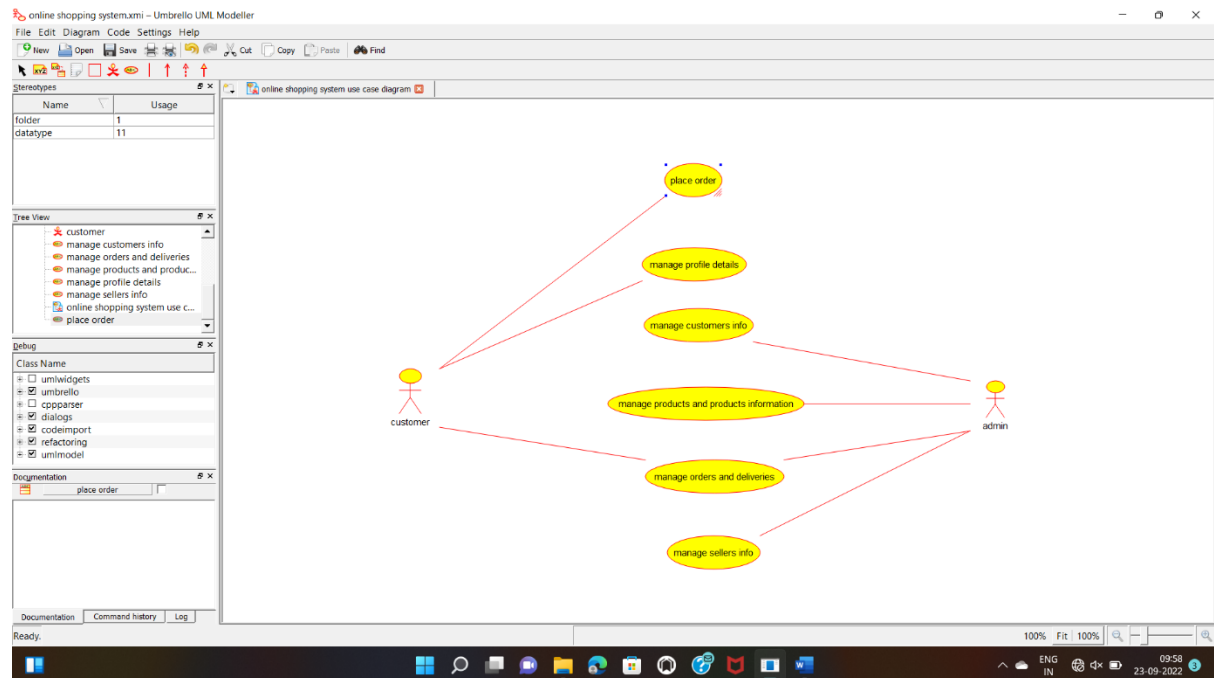 online shopping system.xmi – Umbrello UML Modeller
File Edit Diagram Code Settings Help
New Open Save Cut Copy Paste Find
XYZ
Stereotypes
online shopping system use case diagram
Name Usage
folder 1
datatype 11
place order
Tree View
customer
manage customers info
manage orders and deliveries
manage products and produc...
manage profile details
manage sellers info
online shopping system use c...
place order
manage profile details
manage customers info
Debug
Class Name
umlwidgets
umbrello
cppparser
dialogs
codeimport
refactoring
umlmodel
manage products and products information
customer
admin
manage orders and deliveries
Documentation
place order
manage sellers info
Documentation Command history Log
Ready.
100% Fit 100%
ENG
IN
09:58
23-09-2022
3